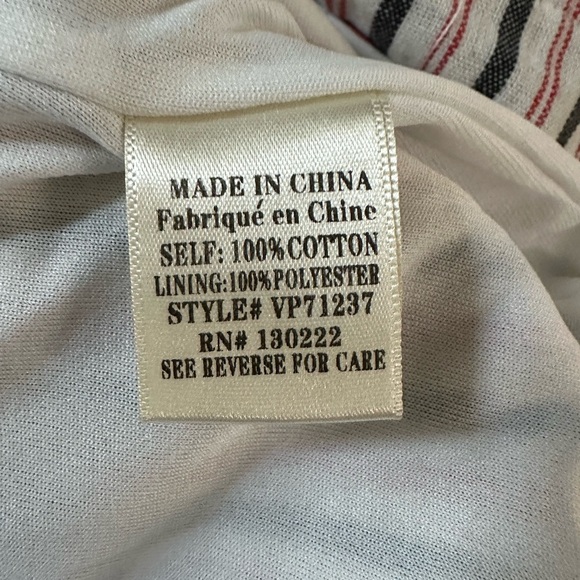 MADE IN CHINA
Fabriqué en Chine
SELF: 100%COTTON
LINING:100%POLYESTER
STYLE# VP71237
RN# 130222
SEE REVERSE FOR CARE